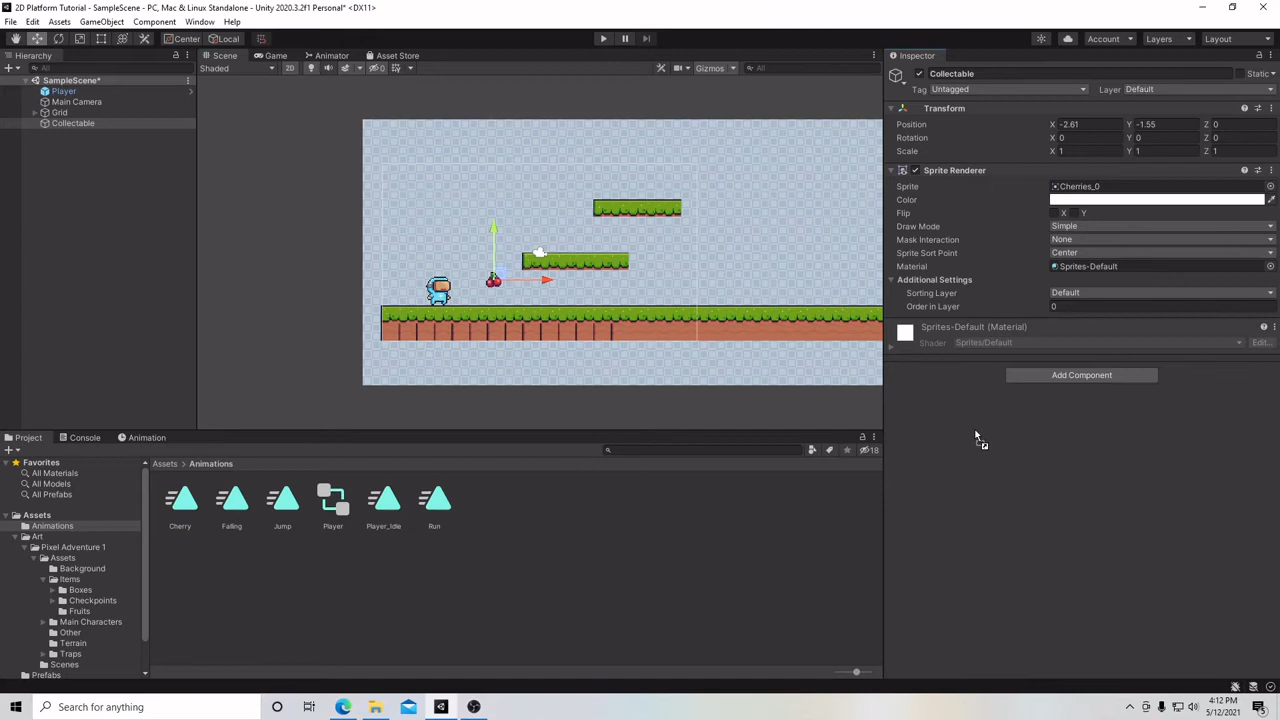 2D Platform Tutorial - SampleScene - PC, Mac & Linux Standalone - Unity 2020.3.2f1 Personal* <DX11>
File Edit Assets GameObject Component Window Help
Center Local Account Layers Layout
Hierarchy Scene Game Animator Asset Store Inspector
All Shaded 2D 0 Gizmos All
SampleScene*
Player
Main Camera
Grid
Collectable
Collectable Static
Tag Untagged Layer Default
Transform
Position X -2.61 Y -1.55 Z 0
Rotation X 0 Y 0 Z 0
Scale X 1 Y 1 Z 1
Sprite Renderer
Sprite Cherries_0
Color
Flip X Y
Draw Mode Simple
Mask Interaction None
Sprite Sort Point Center
Material Sprites-Default
Additional Settings
Sorting Layer Default
Order in Layer 0
Sprites-Default (Material)
Shader Sprites/Default Edit...
Add Component
Project Console Animation
18
Favorites
All Materials
All Models
All Prefabs
Assets
Animations
Art
Pixel Adventure 1
Assets
Background
Items
Boxes
Checkpoints
Fruits
Main Characters
Other
Terrain
Traps
Scenes
Prefabs
Assets > Animations
Cherry Falling Jump Player Player_Idle Run
Type here to search
4:12 PM
5/12/2021